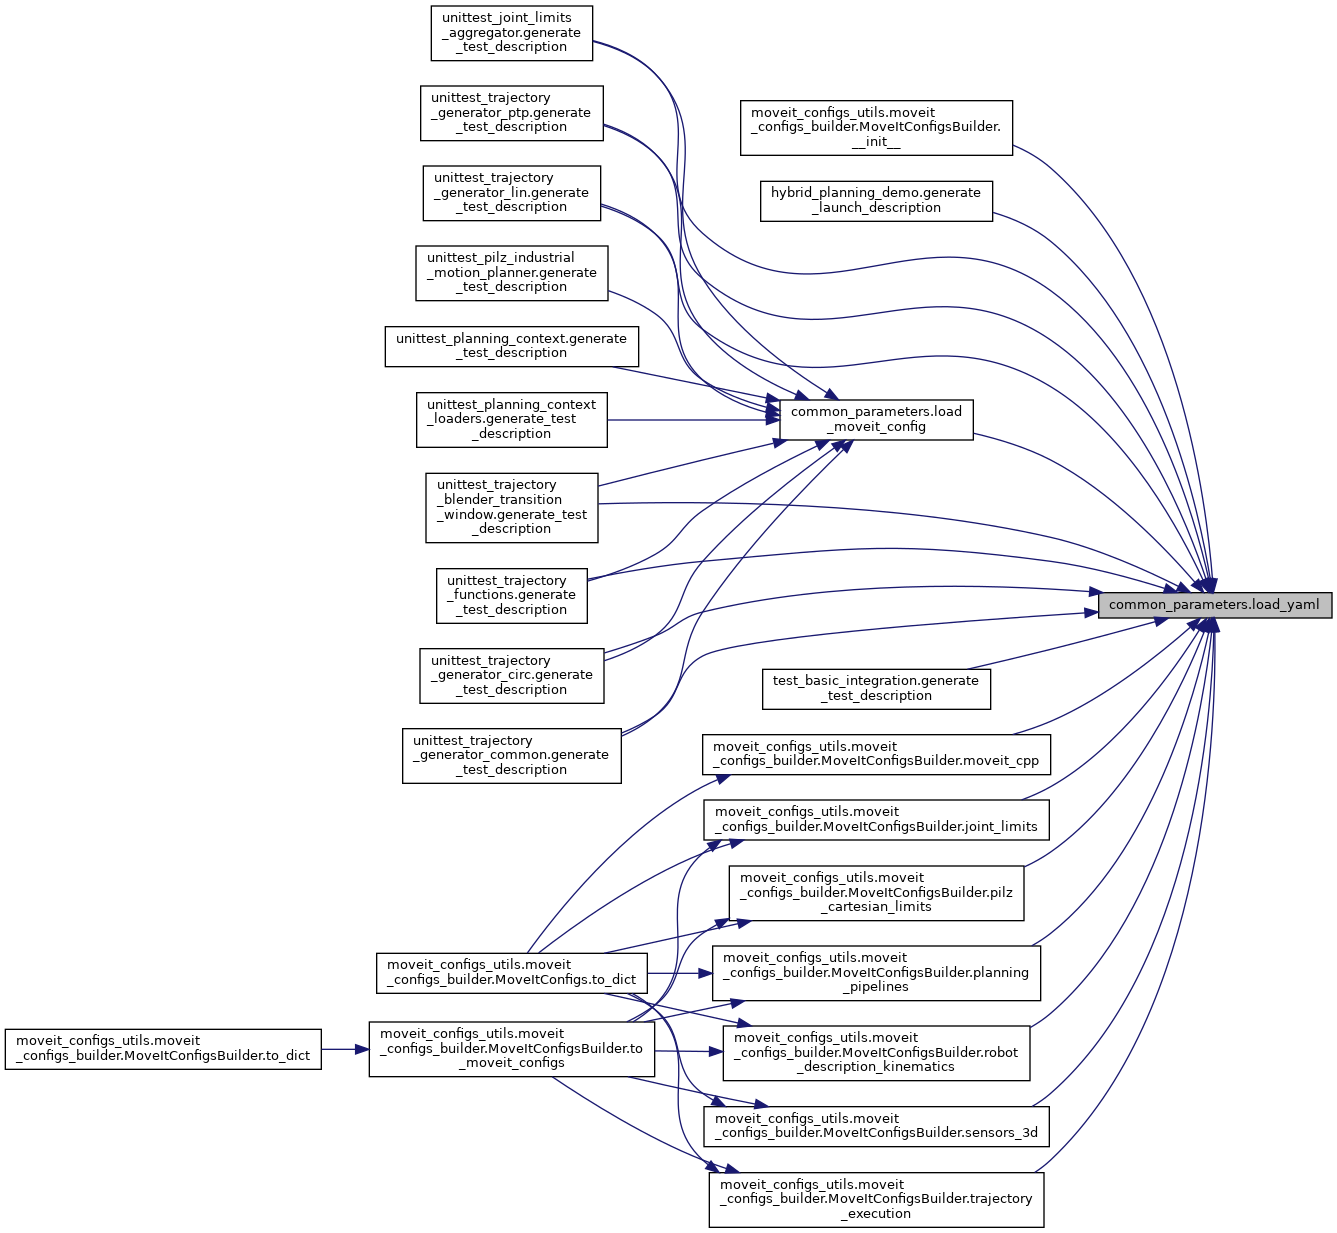 unittest_joint_limits
_aggregator.generate
_test_description
unittest_trajectory
_generator_ptp.generate
_test_description
unittest_trajectory
_generator_lin.generate
_test_description
unittest_pilz_industrial
_motion_planner.generate
_test_description
unittest_planning_context.generate
_test_description
unittest_planning_context
_loaders.generate_test
_description
unittest_trajectory
_blender_transition
_window.generate_test
_description
unittest_trajectory
_functions.generate
_test_description
unittest_trajectory
_generator_circ.generate
_test_description
unittest_trajectory
_generator_common.generate
_test_description
moveit_configs_utils.moveit
_configs_builder.MoveItConfigsBuilder.
__init__
hybrid_planning_demo.generate
_launch_description
common_parameters.load
_moveit_config
common_parameters.load_yaml
test_basic_integration.generate
_test_description
moveit_configs_utils.moveit
_configs_builder.MoveItConfigsBuilder.moveit_cpp
moveit_configs_utils.moveit
_configs_builder.MoveItConfigsBuilder.joint_limits
moveit_configs_utils.moveit
_configs_builder.MoveItConfigsBuilder.pilz
_cartesian_limits
moveit_configs_utils.moveit
_configs_builder.MoveItConfigsBuilder.planning
_pipelines
moveit_configs_utils.moveit
_configs_builder.MoveItConfigsBuilder.robot
_description_kinematics
moveit_configs_utils.moveit
_configs_builder.MoveItConfigsBuilder.sensors_3d
moveit_configs_utils.moveit
_configs_builder.MoveItConfigsBuilder.trajectory
_execution
moveit_configs_utils.moveit
_configs_builder.MoveItConfigs.to_dict
moveit_configs_utils.moveit
_configs_builder.MoveItConfigsBuilder.to
_moveit_configs
moveit_configs_utils.moveit
_configs_builder.MoveItConfigsBuilder.to_dict